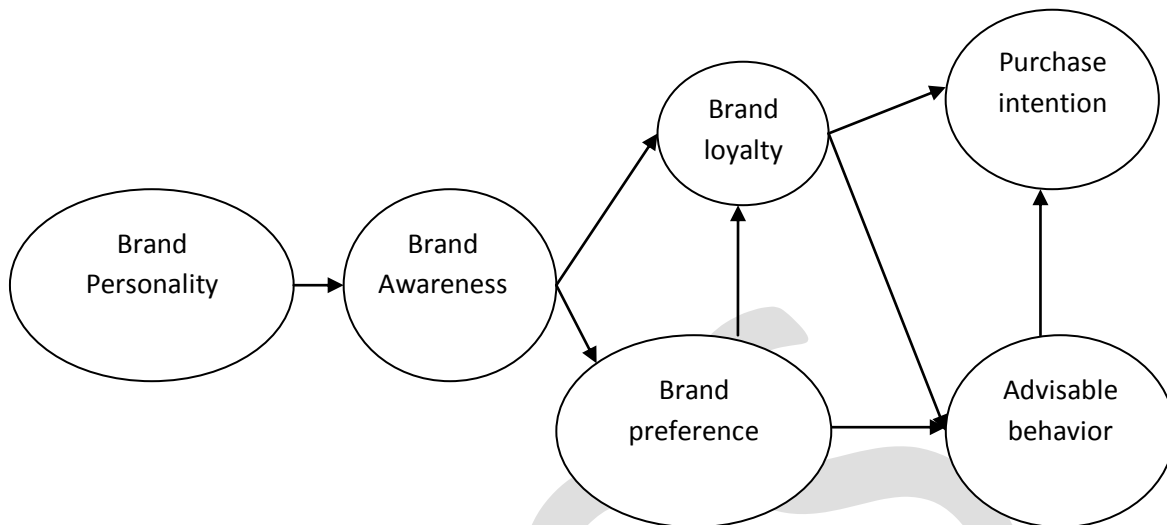 Brand
Personality
Brand
Awareness
Brand
loyalty
Brand
preference
Purchase
intention
Advisable
behavior